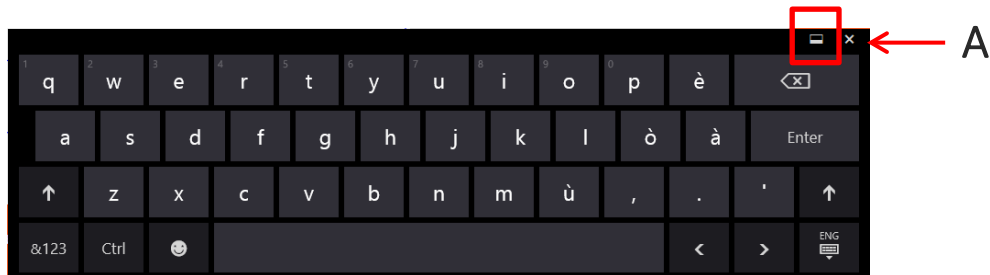 A
1 q 2 w 3 e 4 r 5 t 6 y 7 u 8 i 9 o 0 p è
a s d f g h j k l ò à Enter
z x c v b n m ù , . '
&123 Ctrl < > ENG